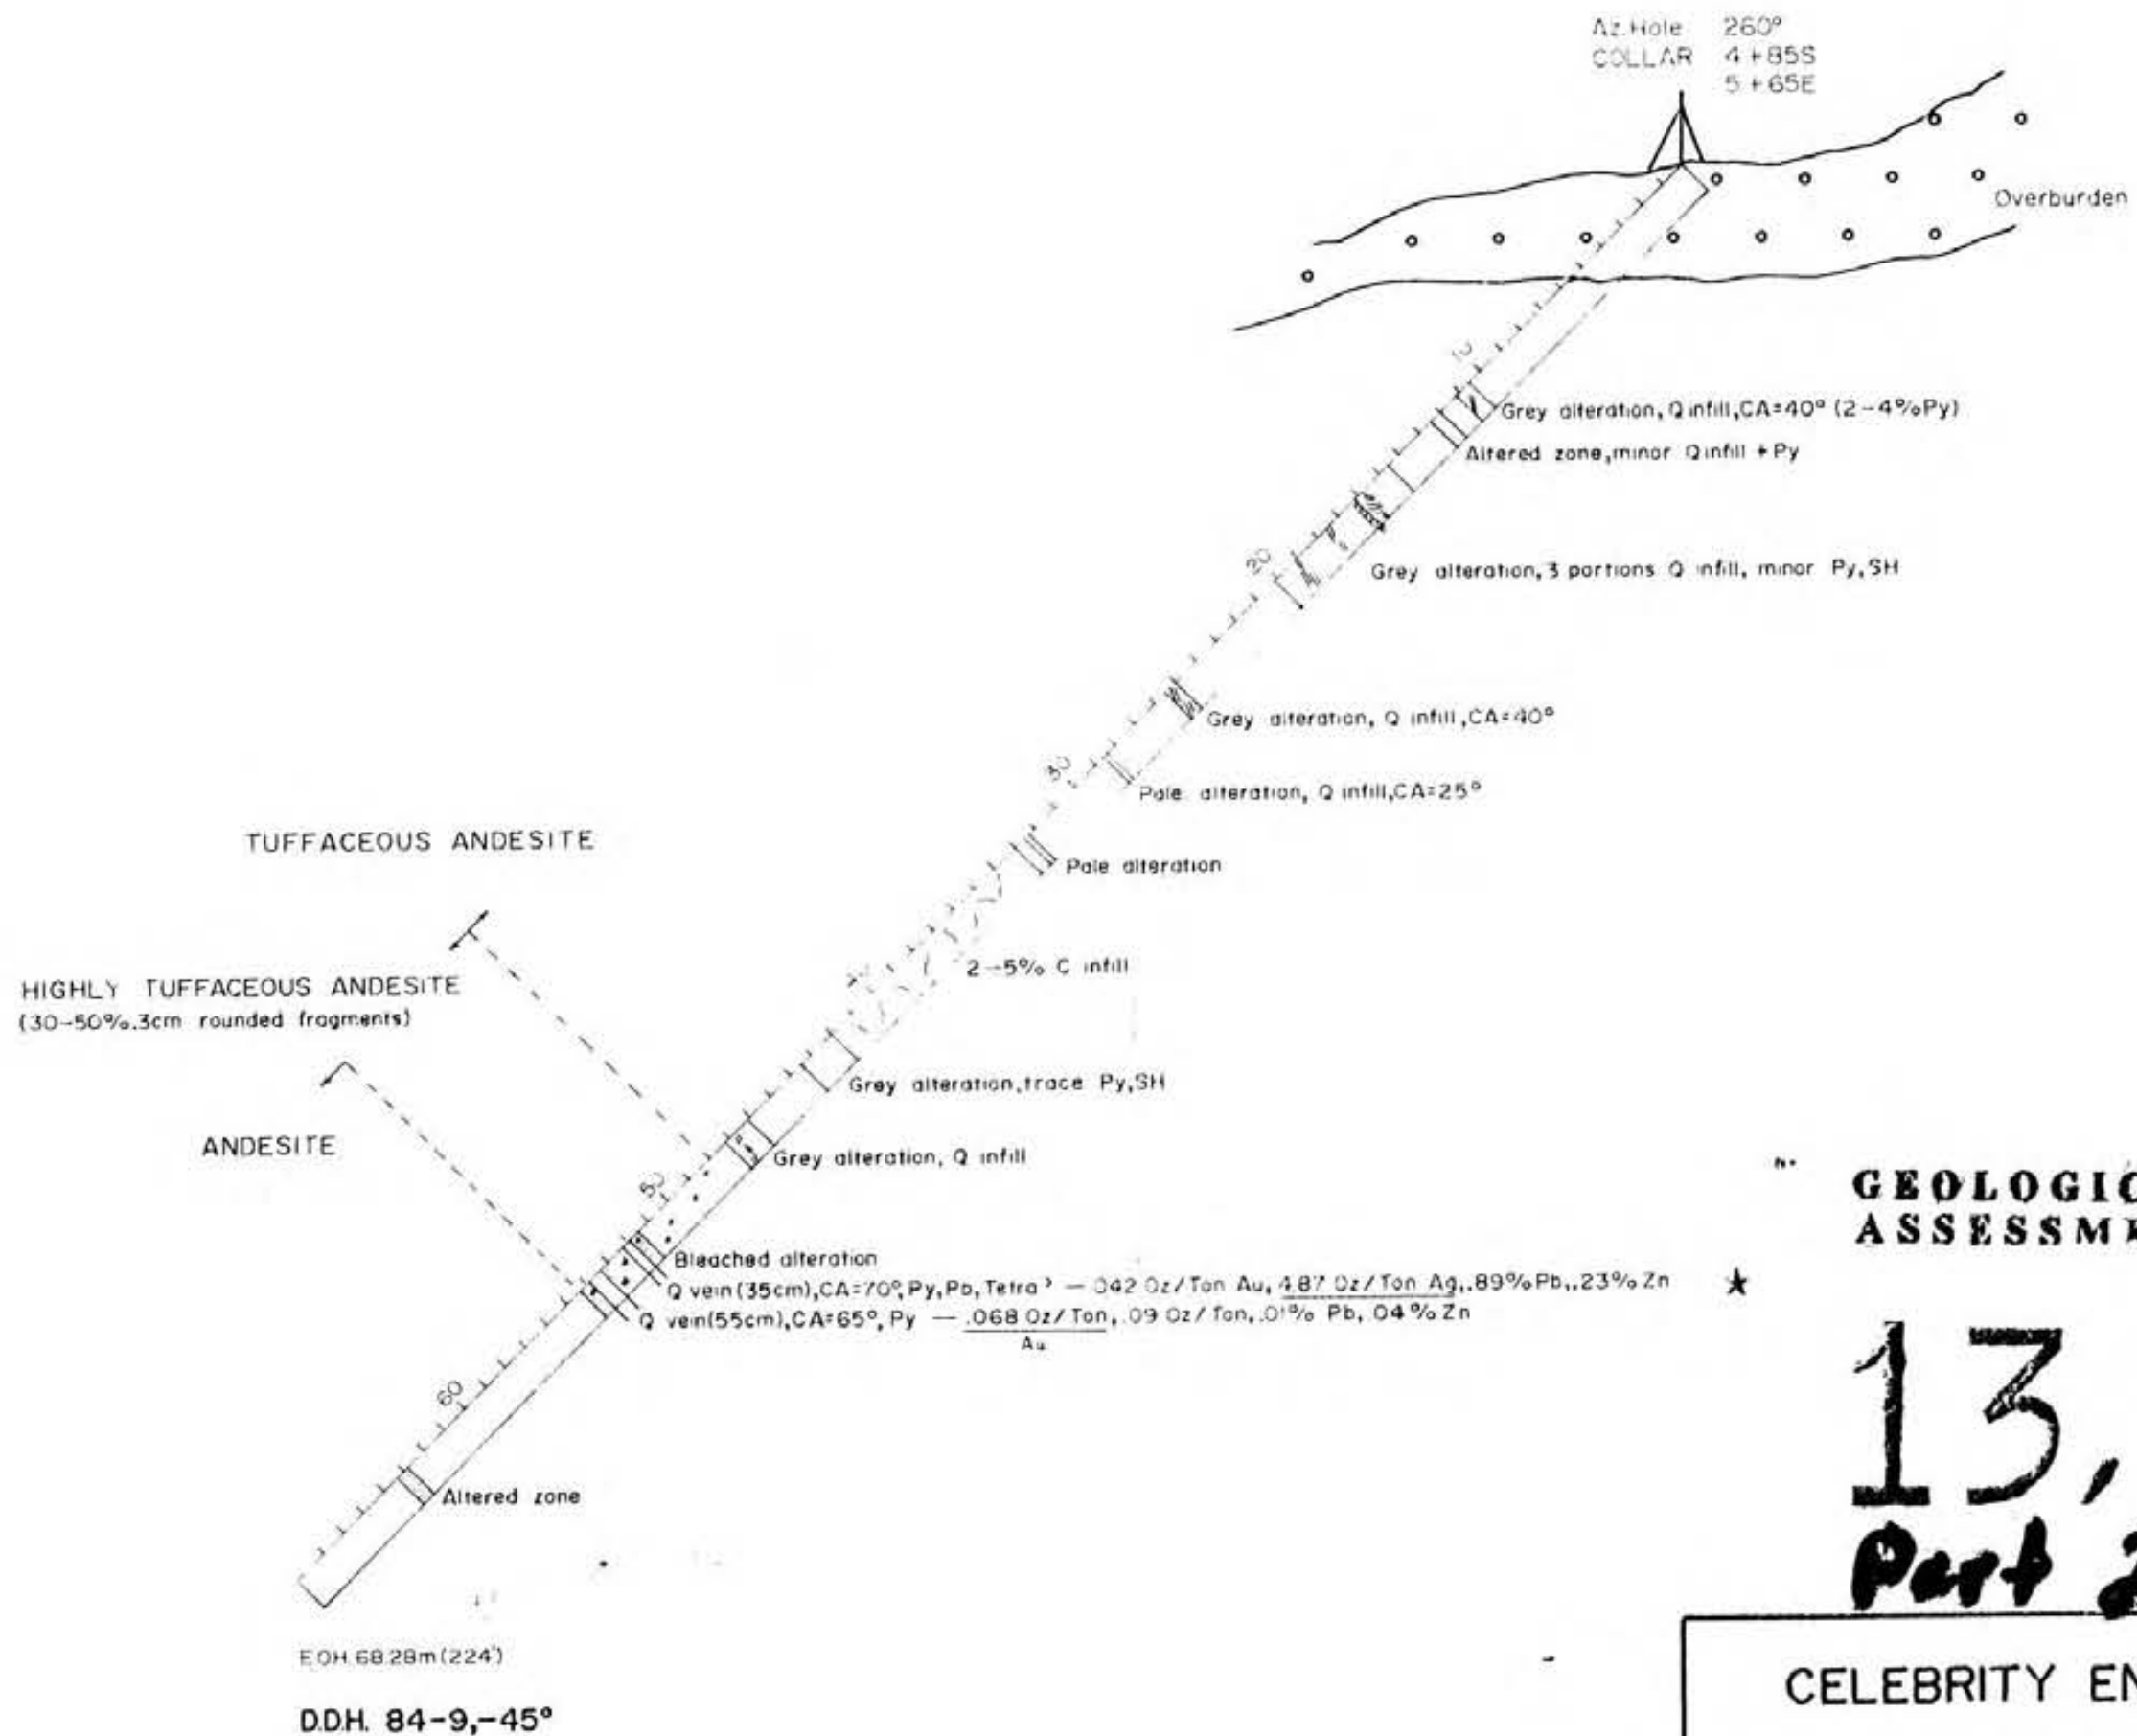 Az. Hole 260°
COLLAR 4+85S
5+65E
Overburden
10
Grey alteration, Q infill, CA=40° (2-4% Py)
Altered zone, minor Q infill + Py
20
Grey alteration, 3 portions Q infill, minor Py, SH
Grey alteration, Q infill, CA=40°
30
Pale alteration, Q infill, CA=25°
TUFFACEOUS ANDESITE
Pale alteration
2-5% C infill
HIGHLY TUFFACEOUS ANDESITE
(30-50%.3cm rounded fragments)
Grey alteration, trace Py, SH
ANDESITE
Grey alteration, Q infill
50
GEOLOGIC
ASSESSM
Bleached alteration
Q vein (35cm), CA=70°, Py, Pb, Tetra? — .042 Oz/Ton Au, 4.87 Oz/Ton Ag, .89% Pb, .23% Zn
Q vein (55cm), CA=65°, Py — .068 Oz/Ton, .09 Oz/Ton, .01% Pb, .04% Zn
Au
60
13,
Part 2
Altered zone
E.O.H. 68.28m (224')
CELEBRITY EN
D.D.H. 84-9, -45°